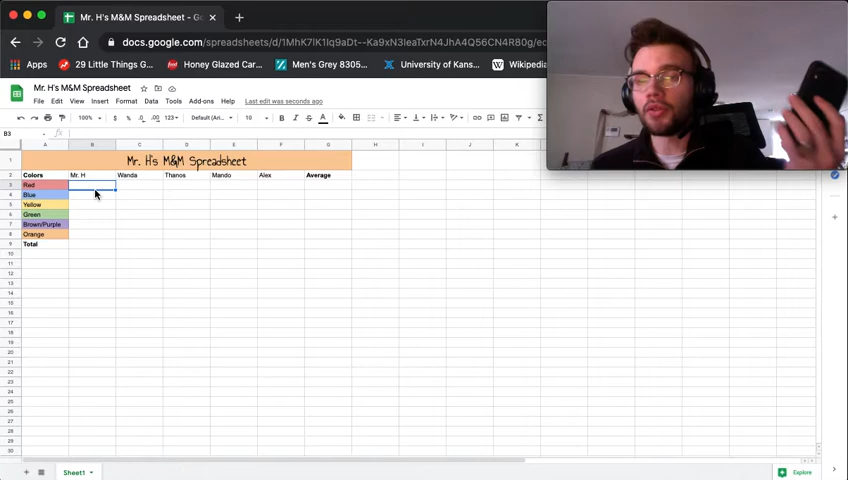 Mr. H's M&M Spreadsheet - Go
docs.google.com/spreadsheets/d/1MhK7IK1Iq9aDt--Ka9xN3IeaTxrN4JhA4Q56CN4R80g/ec
Apps
29 Little Things G...
Honey Glazed Car...
Men's Grey 8305...
University of Kans...
Wikipedia
Mr. H's M&M Spreadsheet
File Edit View Insert Format Data Tools Add-ons Help Last edit was seconds ago
100% $ % .0 .00 123 Default (Ari... 10 B I S A
B3 fx
A B C D E F G H I J K
1 Mr. H's M&M Spreadsheet
2 Colors Mr. H Wanda Thanos Mando Alex Average
3 Red
4 Blue
5 Yellow
6 Green
7 Brown/Purple
8 Orange
9 Total
10
11
12
13
14
15
16
17
18
19
20
21
22
23
24
25
26
27
28
29
30
Sheet1
Explore